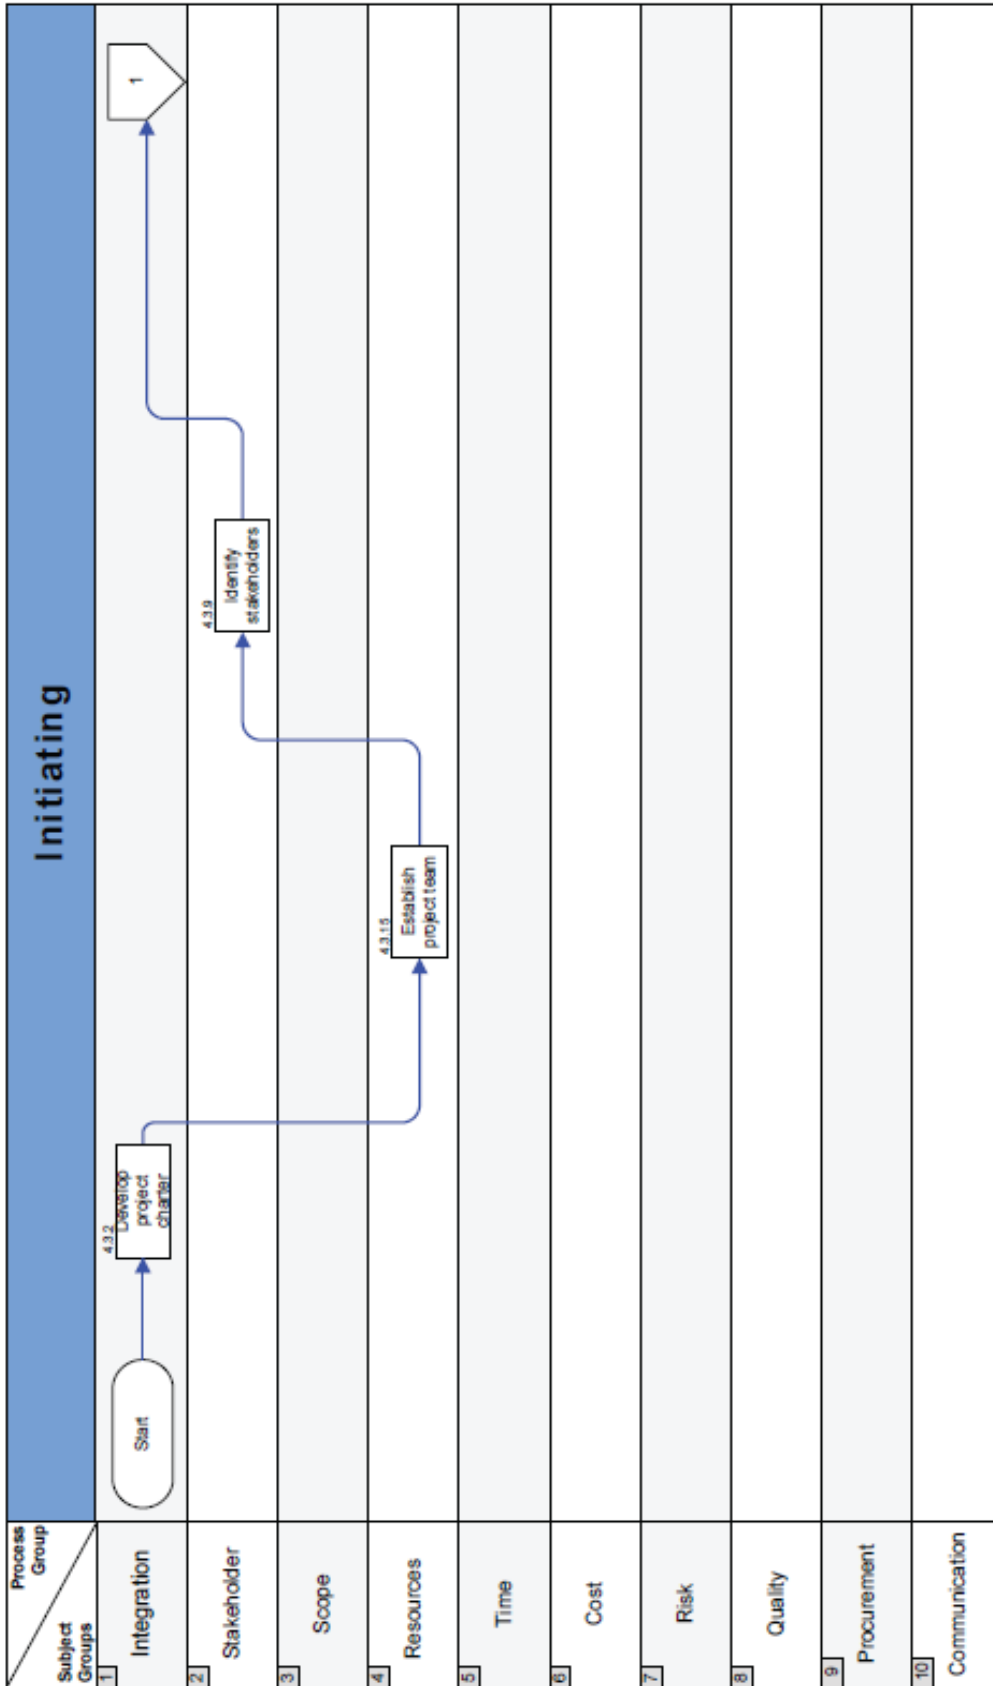 Process
Group
Subject
Groups
Initiating
1
Integration
Start
4.3.2
Develop
project
charter
1
2
Stakeholder
4.3.9
Identify
stakeholders
3
Scope
4
Resources
4.3.15
Establish
project team
5
Time
6
Cost
7
Risk
8
Quality
9
Procurement
10
Communication